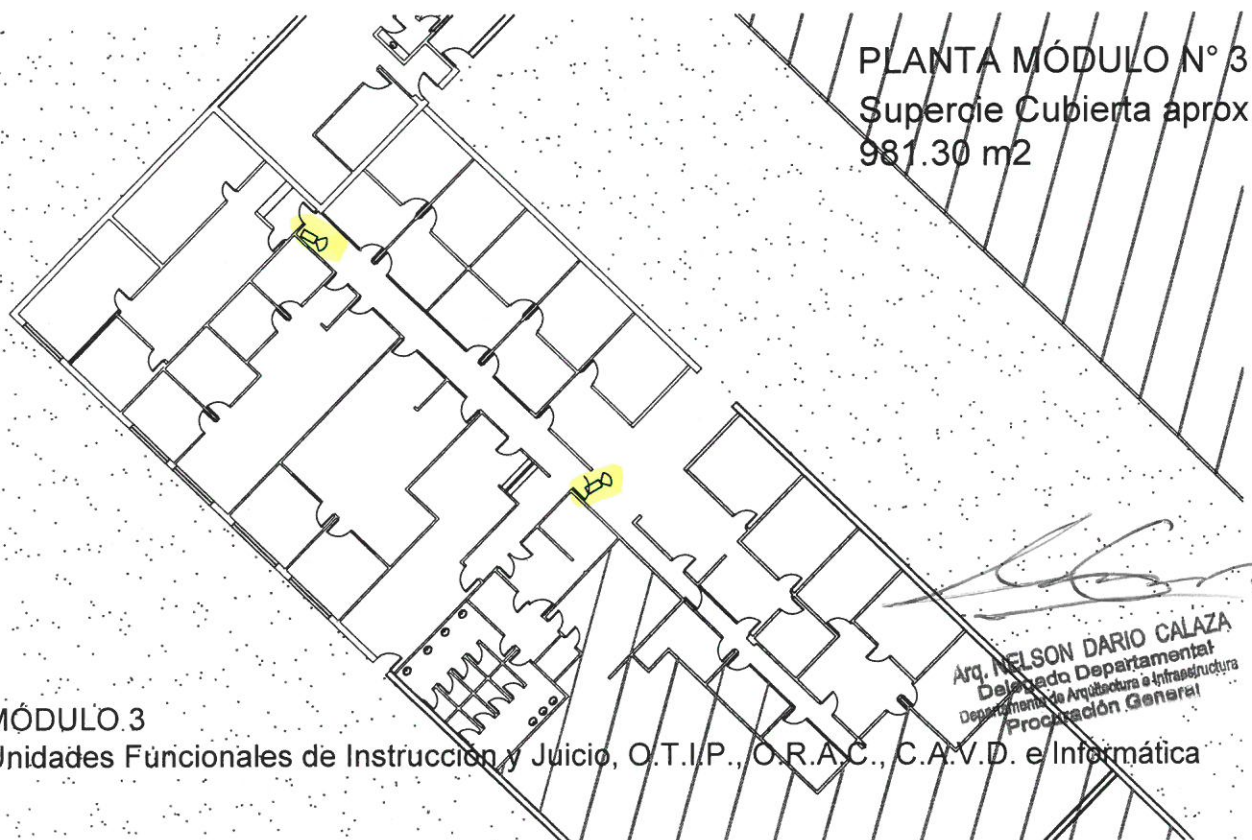 PLANTA MÓDULO N° 3
Supercie Cubierta aprox
981.30 m2
Arq. NELSON DARIO CALAZA
Delegado Departamental
Departamento de Arquitectura e Infraestructura
Procuración General
MÓDULO 3
Unidades Funcionales de Instrucción y Juicio, O.T.I.P., O.R.A.C., C.A.V.D. e Informática